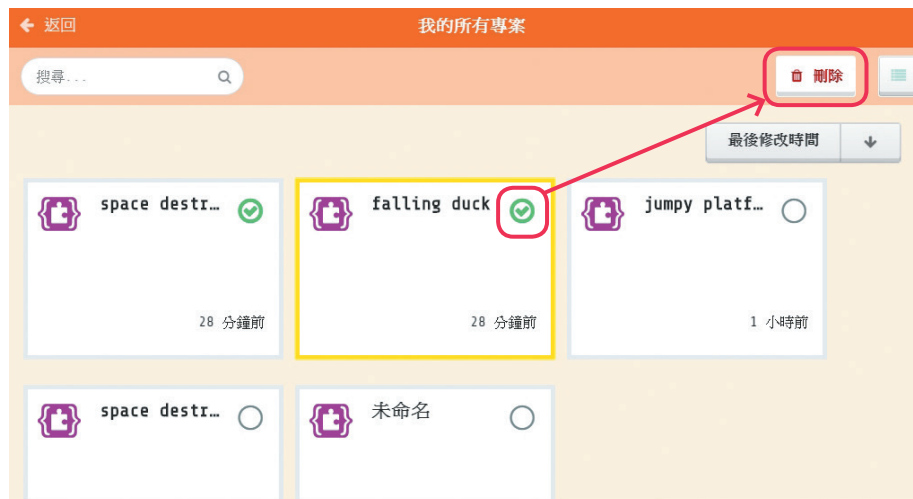 返回
我的所有專案
搜尋...
刪除
最後修改時間
space destr…
falling duck
jumpy platf…
28 分鐘前
28 分鐘前
1 小時前
space destr…
未命名